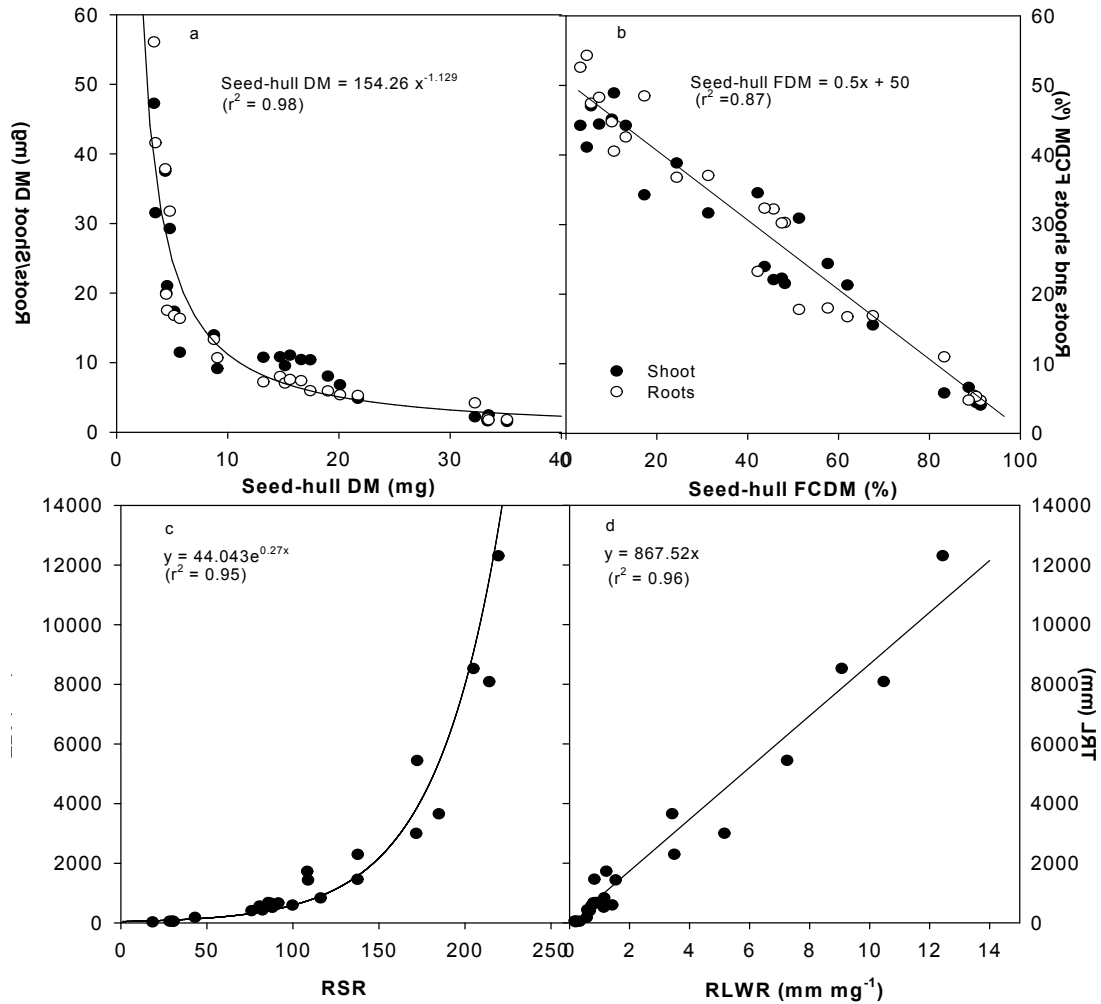 60
50
40
30
20
10
0
Roots/Shoot DM (mg)
a
Seed-hull DM = 154.26 x-1.129
(r2 = 0.98)
0 10 20 30 40
Seed-hull DM (mg)
b
Seed-hull FDM = 0.5x + 50
(r2 =0.87)
Shoot
Roots
60
50
40
30
20
10
0
Roots and shoots FCDM (%)
20 40 60 80 100
Seed-hull FCDM (%)
14000
12000
10000
8000
6000
4000
2000
0
c
y = 44.043e0.27x
(r2 = 0.95)
0 50 100 150 200 250
RSR
d
y = 867.52x
(r2 = 0.96)
14000
12000
10000
8000
6000
4000
2000
0
TRL (mm)
2 4 6 8 10 12 14
RLWR (mm mg-1)